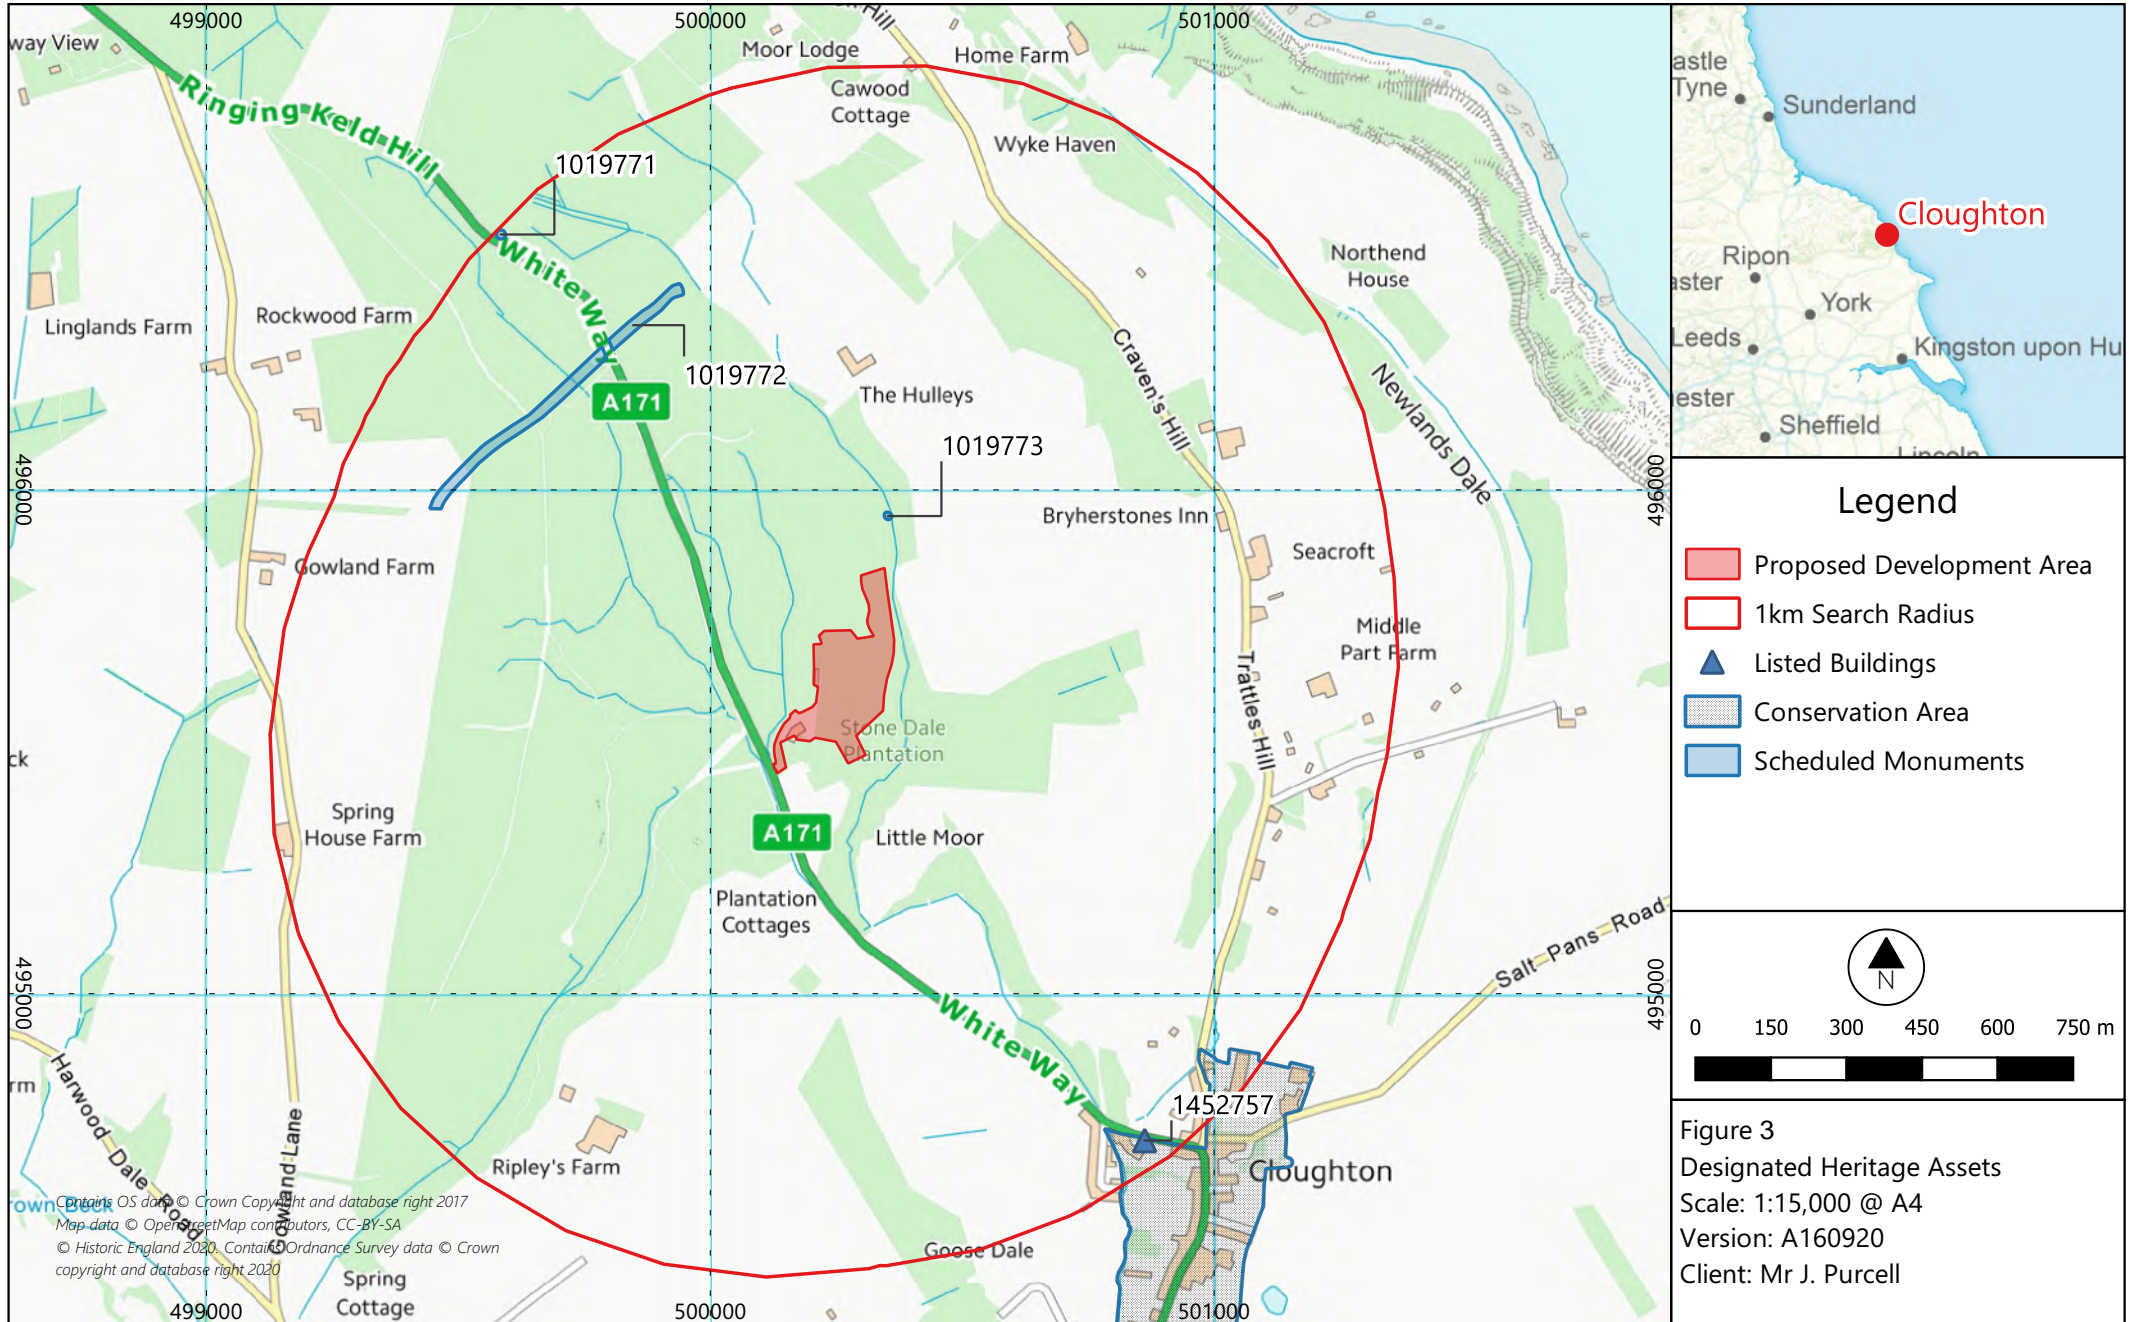 499000
500000
501000
way View
Moor Lodge
Home Farm
Cawood
Cottage
Ringing Keld Hill
Wyke Haven
1019771
White Way
Northend
House
Linglands Farm
Rockwood Farm
1019772
A171
The Hulleys
Craven's Hill
Newlands Dale
1019773
496000
496000
Bryherstones Inn
Seacroft
Gowland Farm
Middle
Part Farm
Trattles Hill
Stone Dale
Plantation
ck
Spring
House Farm
A171
Little Moor
Plantation
Cottages
Salt Pans Road
495000
495000
White Way
Harwood Dale Road
rm
Gowland Lane
1452757
Ripley's Farm
Cloughton
rown Beck
Contains OS data © Crown Copyright and database right 2017
Map data © OpenStreetMap contributors, CC-BY-SA
© Historic England 2020. Contains Ordnance Survey data © Crown
copyright and database right 2020
Goose Dale
Spring
Cottage
499000
500000
501000
astle
Tyne
Sunderland
Cloughton
Ripon
aster
York
Leeds
Kingston upon Hu
ester
Sheffield
Lincoln
Legend
Proposed Development Area
1km Search Radius
Listed Buildings
Conservation Area
Scheduled Monuments
N
0 150 300 450 600 750 m
Figure 3
Designated Heritage Assets
Scale: 1:15,000 @ A4
Version: A160920
Client: Mr J. Purcell